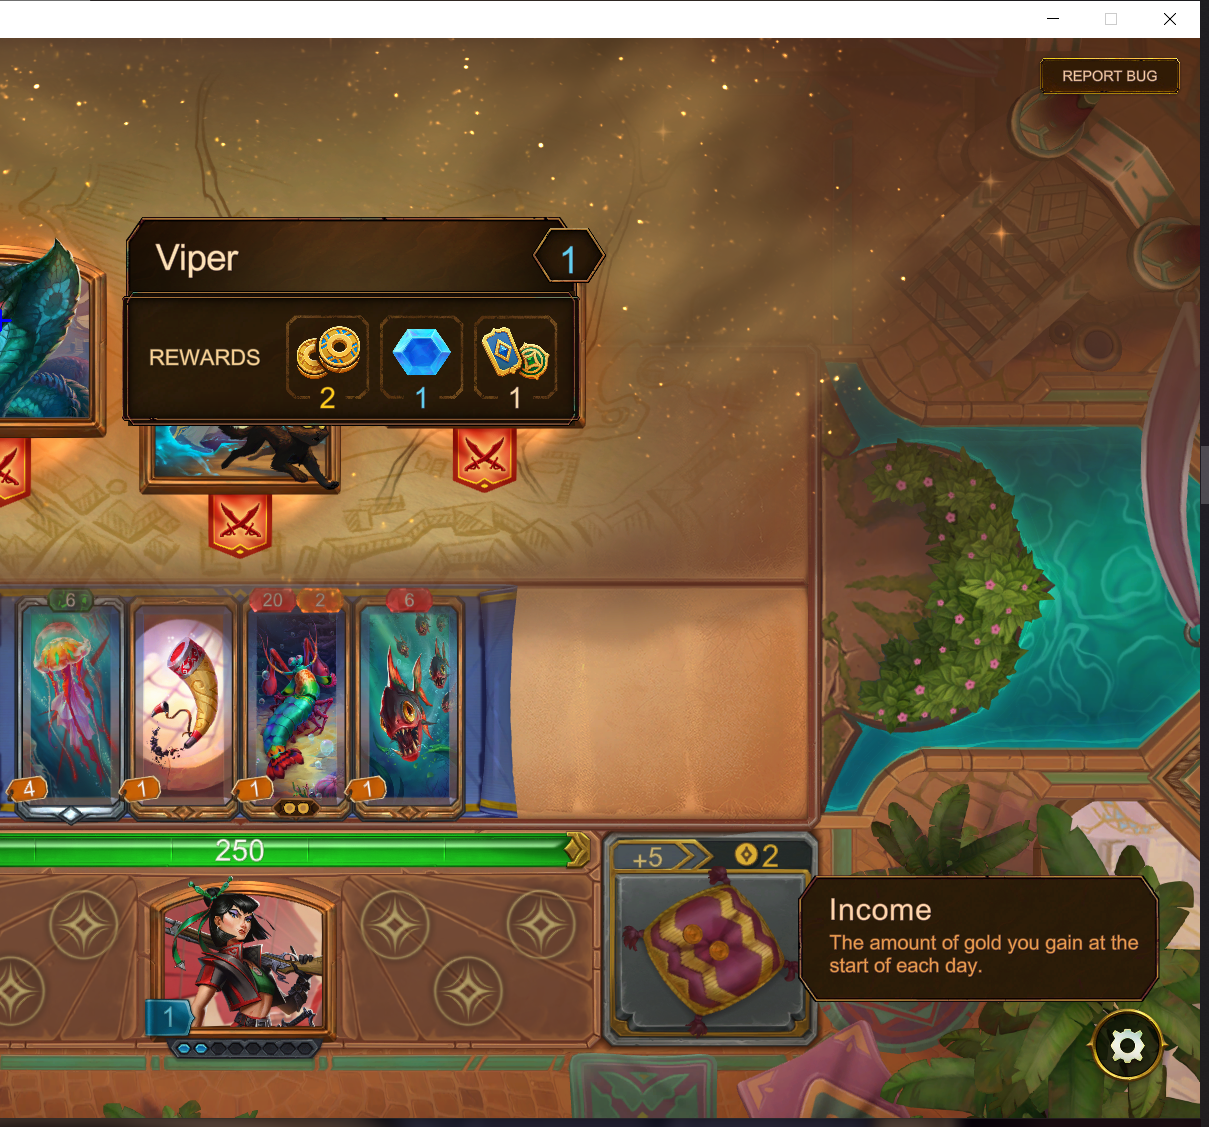 REPORT BUG
Viper
1
REWARDS
2
1
1
6
20
2
6
4
1
1
1
250
+5
2
Income
The amount of gold you gain at the
start of each day.
1